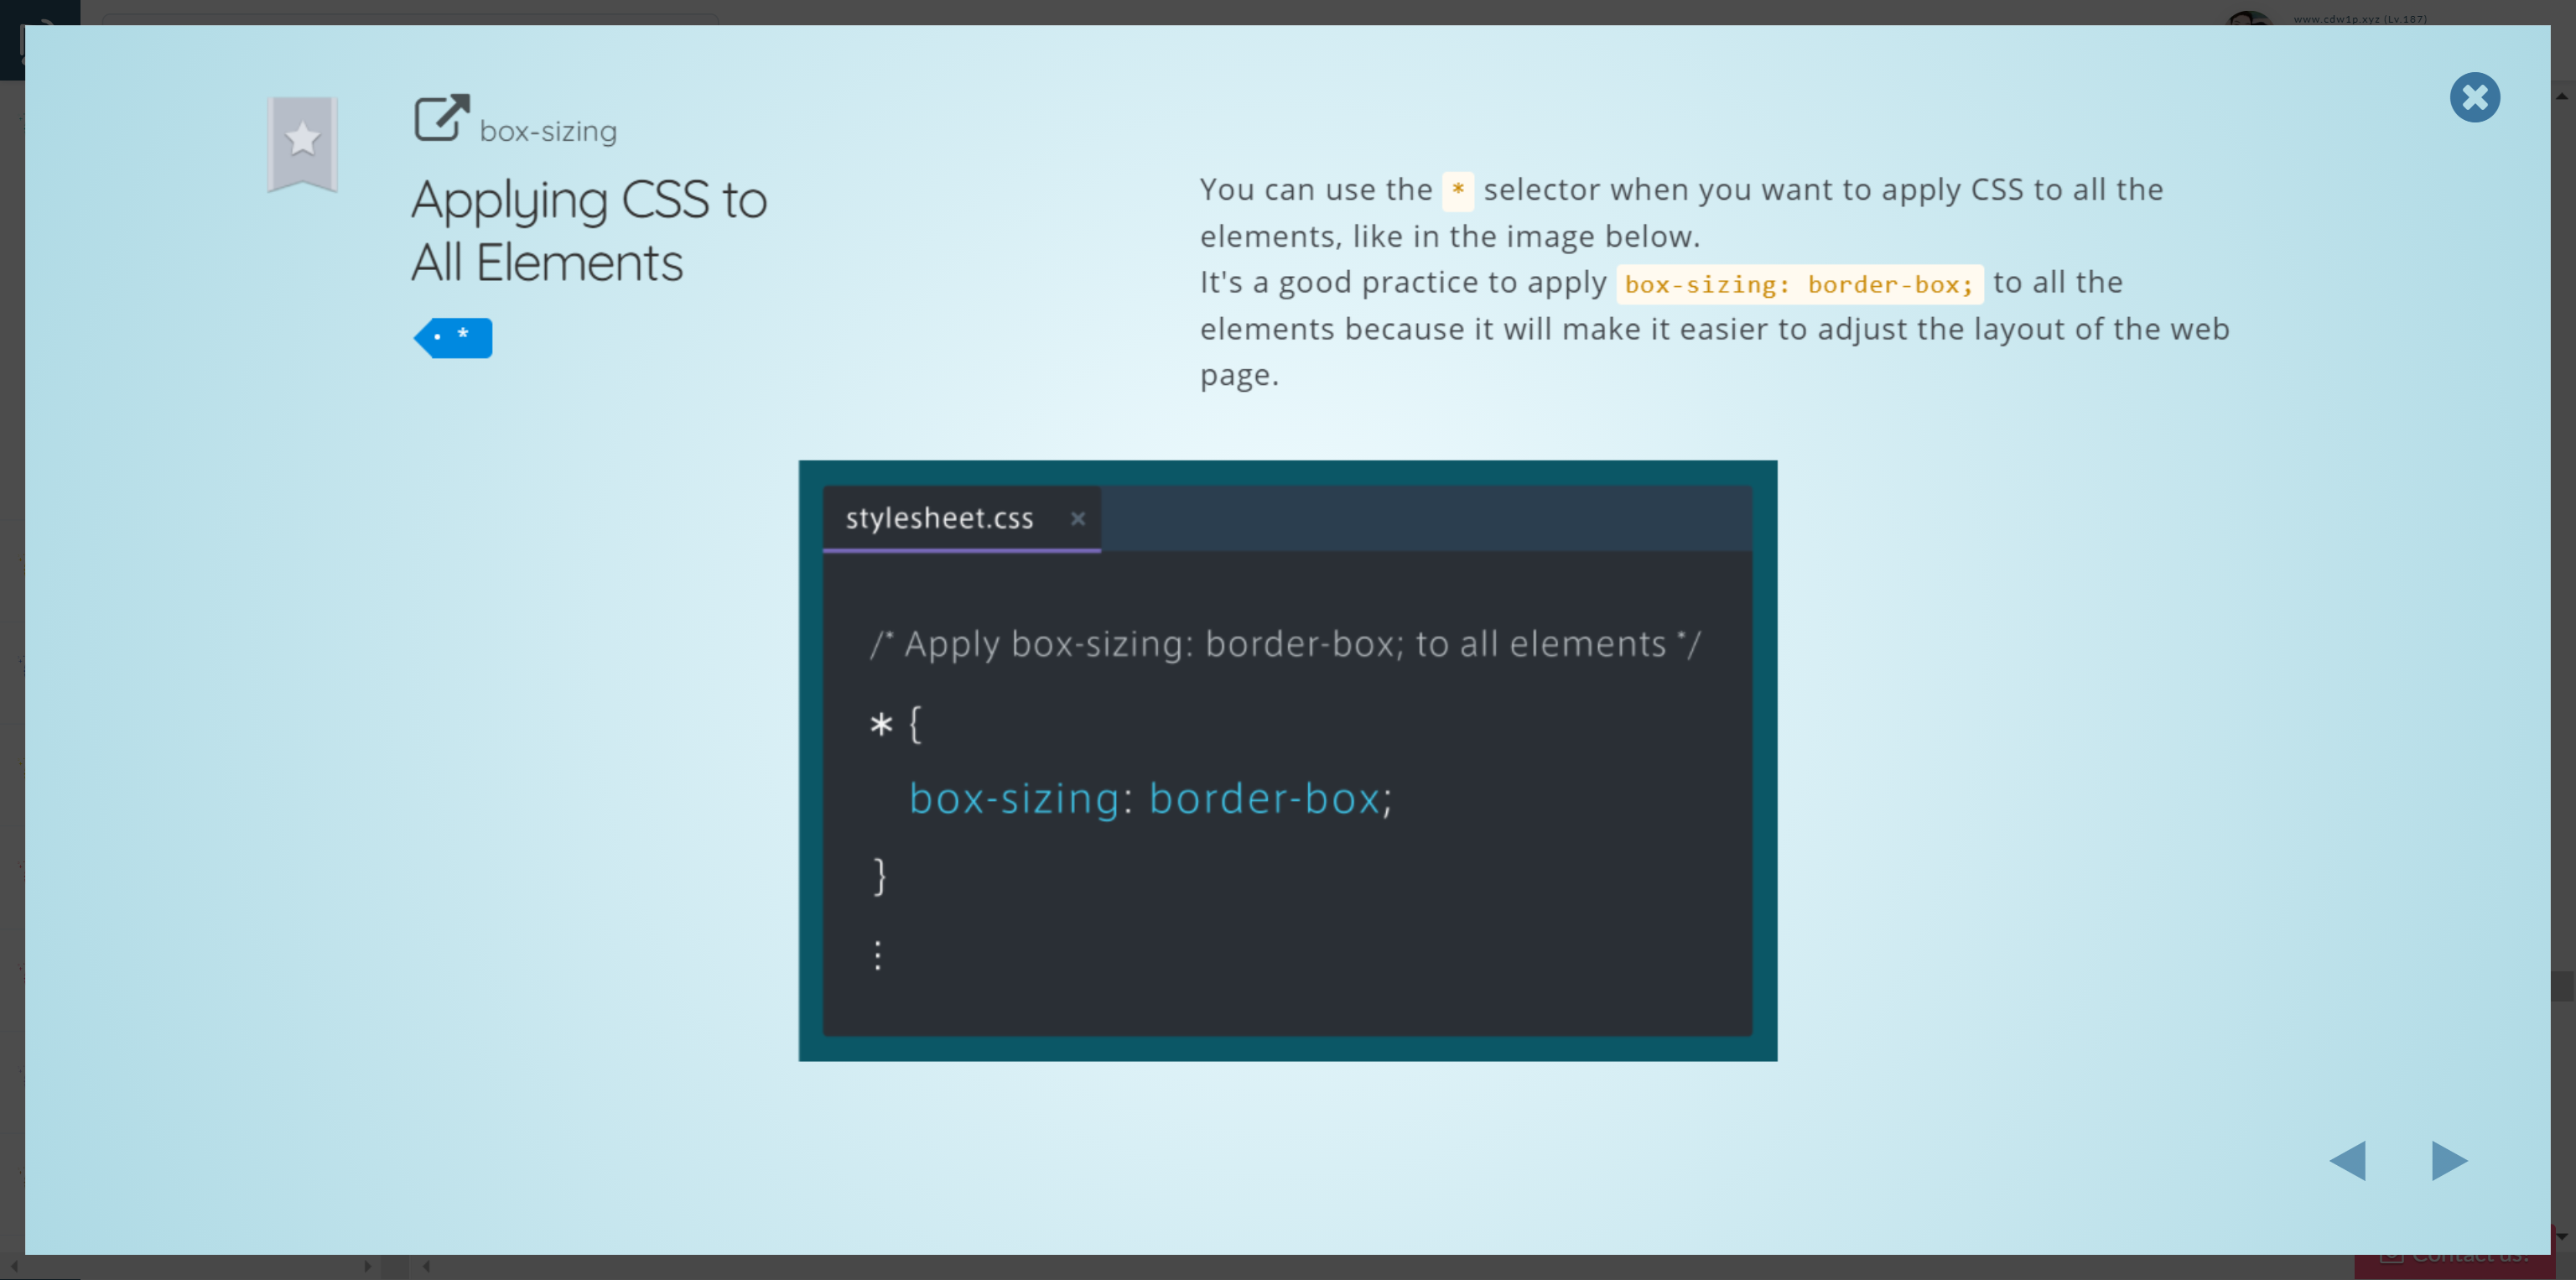 www.cdw1p.xyz (Lv.187)
box-sizing
Applying CSS to
All Elements
*
You can use the * selector when you want to apply CSS to all the
elements, like in the image below.
It's a good practice to apply box-sizing: border-box; to all the
elements because it will make it easier to adjust the layout of the web
page.
stylesheet.css ×
/* Apply box-sizing: border-box; to all elements */
* {
box-sizing: border-box;
}
⋮
Contact us!